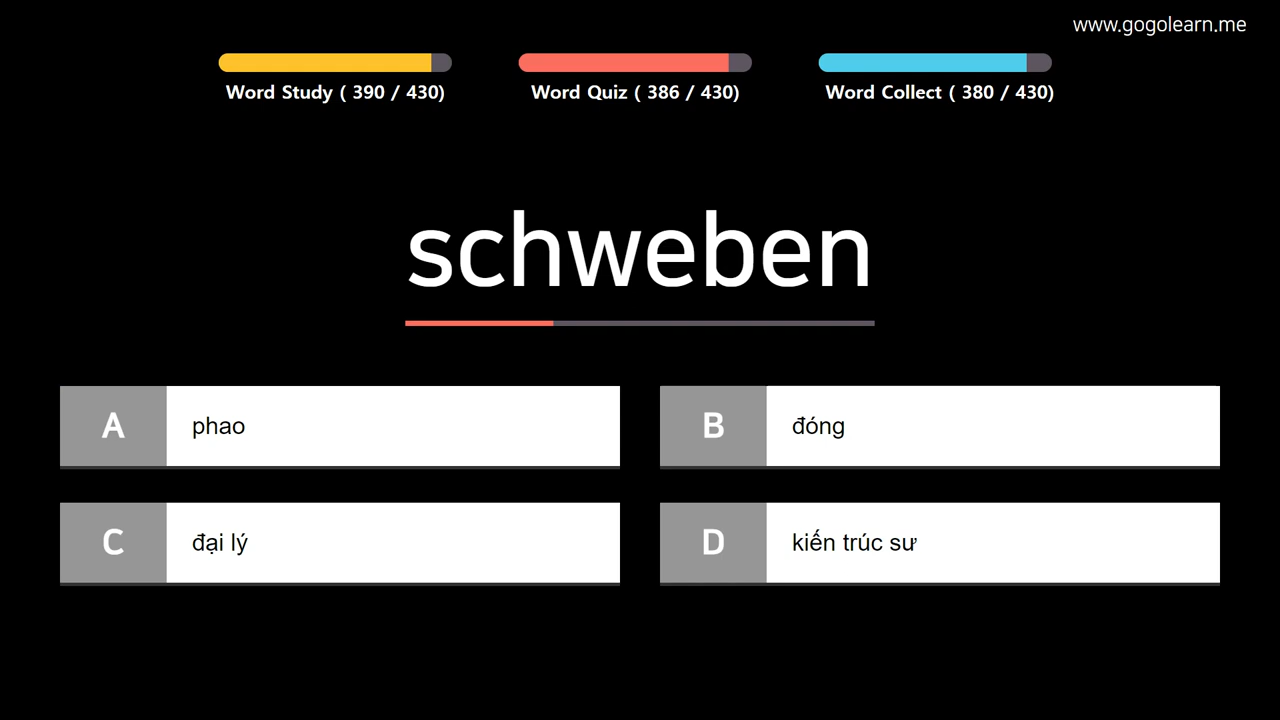 www.gogolearn.me
Word Study ( 390 / 430)
Word Quiz ( 386 / 430)
Word Collect ( 380 / 430)
schweben
A phao
B đóng
C đại lý
D kiến trúc sư